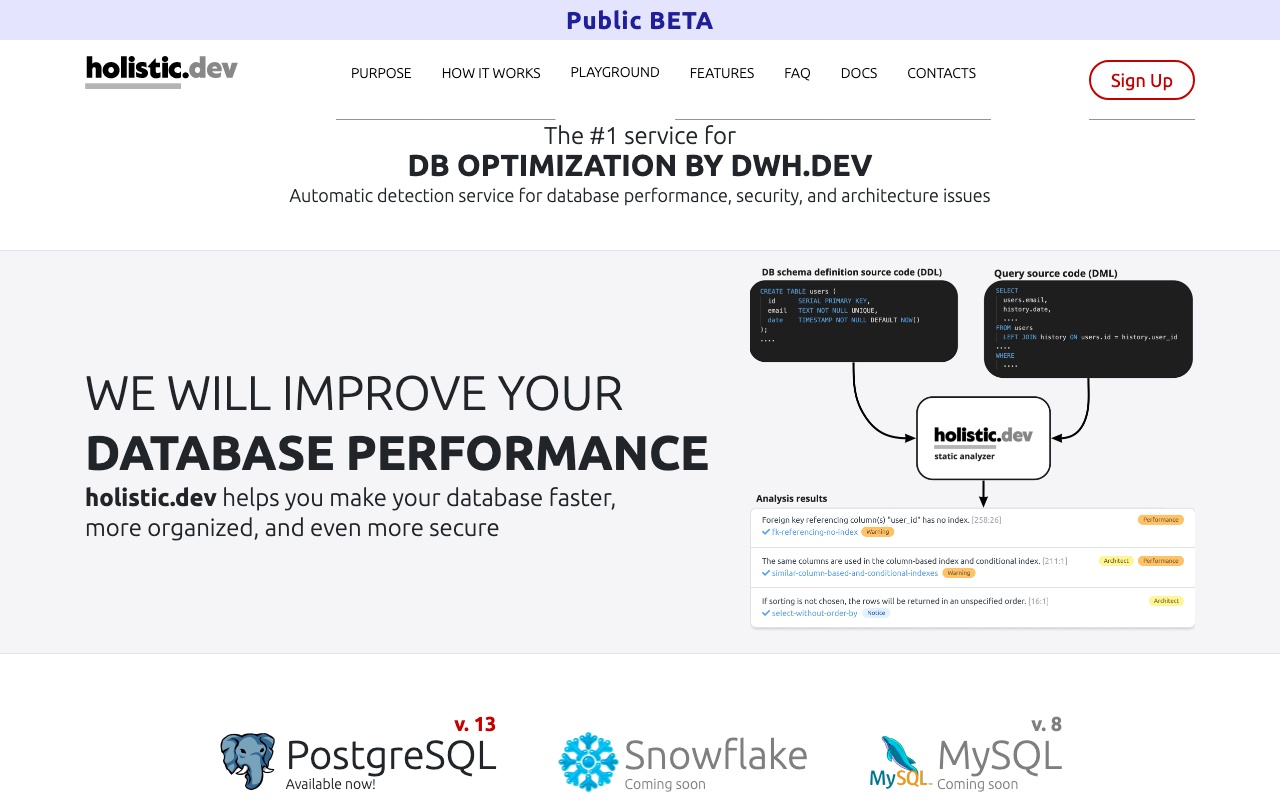 Public BETA
holistic.dev
PURPOSE
HOW IT WORKS
PLAYGROUND
FEATURES
FAQ
DOCS
CONTACTS
Sign Up
The #1 service for
DB OPTIMIZATION BY DWH.DEV
Automatic detection service for database performance, security, and architecture issues
WE WILL IMPROVE YOUR
DATABASE PERFORMANCE
holistic.dev helps you make your database faster,
more organized, and even more secure
DB schema definition source code (DDL)
CREATE TABLE users (
id SERIAL PRIMARY KEY,
email TEXT NOT NULL UNIQUE,
date TIMESTAMP NOT NULL DEFAULT NOW()
);
....
Query source code (DML)
SELECT
users.email,
history.date,
....
FROM users
LEFT JOIN history ON users.id = history.user_id
....
WHERE
....
holistic.dev
static analyzer
Analysis results
Foreign key referencing column(s) "user_id" has no index. [258:26] Performance
fk-referencing-no-index Warning
The same columns are used in the column-based index and conditional index. [211:1] Architect Performance
similar-column-based-and-conditional-indexes Warning
If sorting is not chosen, the rows will be returned in an unspecified order. [16:1] Architect
select-without-order-by Notice
v. 13
PostgreSQL
Available now!
Snowflake
Coming soon
v. 8
MySQL
MySQL
Coming soon